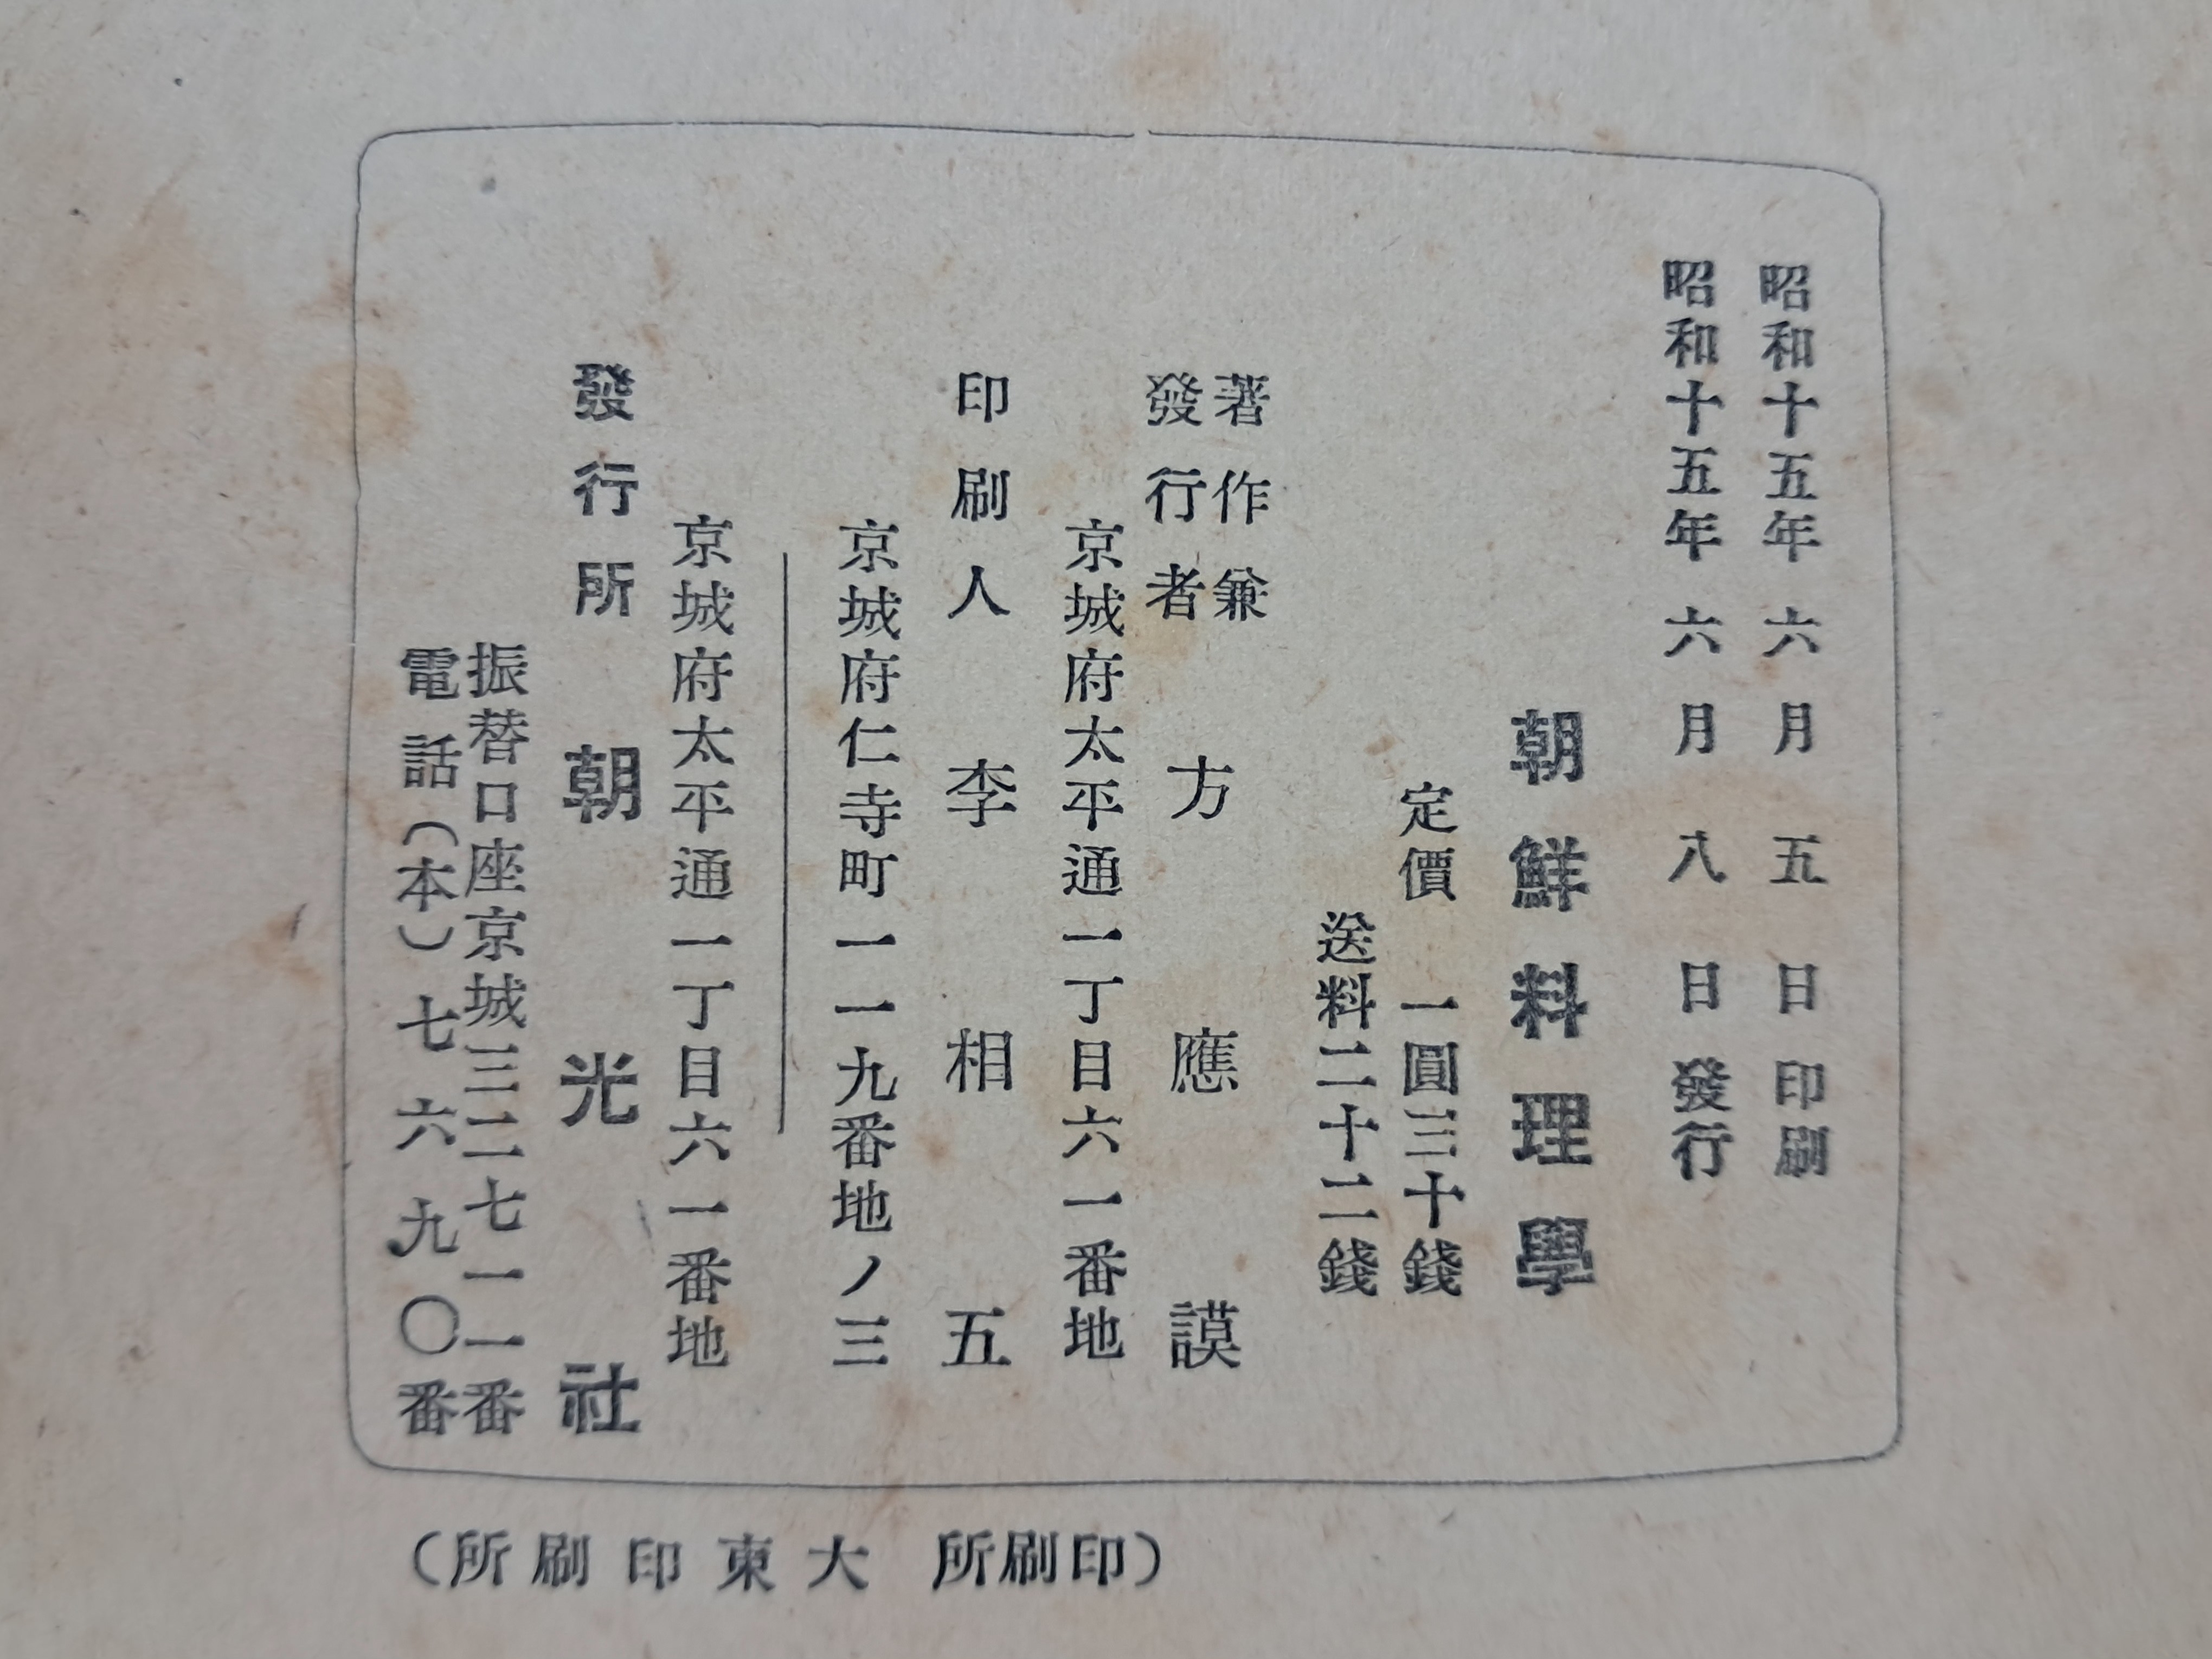 昭和十五年六月五日印刷
昭和十五年六月八日發行
朝鮮料理學
定價 一圓三十錢
送料二十二錢
著作兼
發行者 方應謨
京城府太平通一丁目六一番地
印刷人 李相五
京城府仁寺町一一九番地ノ三
京城府太平通一丁目六一番地
發行所 朝光社
振替口座京城三二七一一番
電話(本)七六九〇番
(印刷所 大東印刷所)